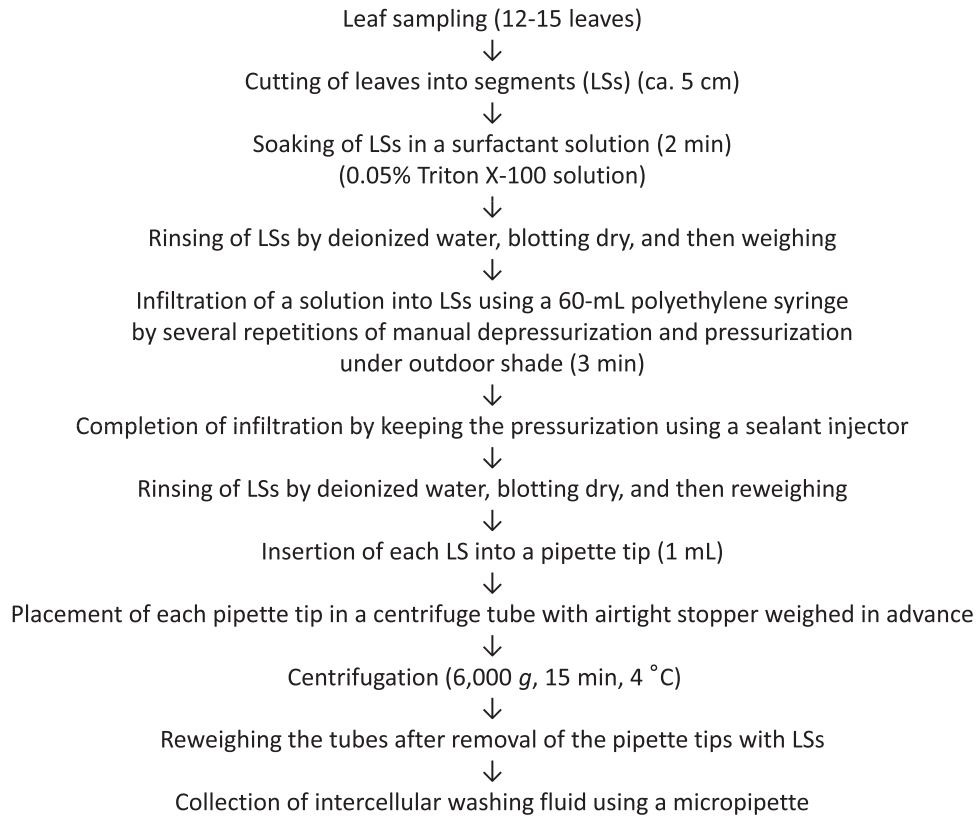 Leaf sampling (12-15 leaves)
↓
Cutting of leaves into segments (LSs) (ca. 5 cm)
↓
Soaking of LSs in a surfactant solution (2 min)
(0.05% Triton X-100 solution)
↓
Rinsing of LSs by deionized water, blotting dry, and then weighing
↓
Infiltration of a solution into LSs using a 60-mL polyethylene syringe
by several repetitions of manual depressurization and pressurization
under outdoor shade (3 min)
↓
Completion of infiltration by keeping the pressurization using a sealant injector
↓
Rinsing of LSs by deionized water, blotting dry, and then reweighing
↓
Insertion of each LS into a pipette tip (1 mL)
↓
Placement of each pipette tip in a centrifuge tube with airtight stopper weighed in advance
↓
Centrifugation (6,000 g, 15 min, 4 ˚C)
↓
Reweighing the tubes after removal of the pipette tips with LSs
↓
Collection of intercellular washing fluid using a micropipette